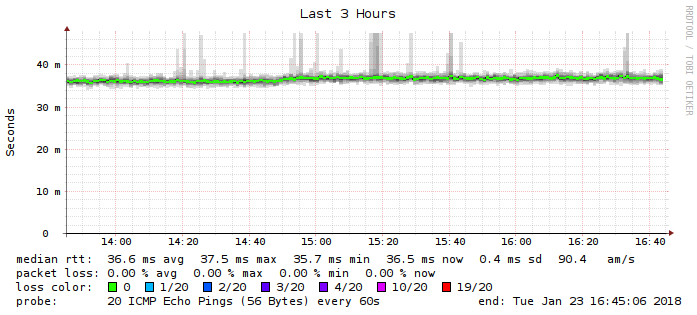 Last 3 Hours
RRDTOOL / TOBI OETIKER
Seconds
40 m
30 m
20 m
10 m
0
14:00 14:20 14:40 15:00 15:20 15:40 16:00 16:20 16:40
median rtt: 36.6 ms avg 37.5 ms max 35.7 ms min 36.5 ms now 0.4 ms sd 90.4 am/s
packet loss: 0.00 % avg 0.00 % max 0.00 % min 0.00 % now
loss color: 0 1/20 2/20 3/20 4/20 10/20 19/20
probe: 20 ICMP Echo Pings (56 Bytes) every 60s end: Tue Jan 23 16:45:06 2018